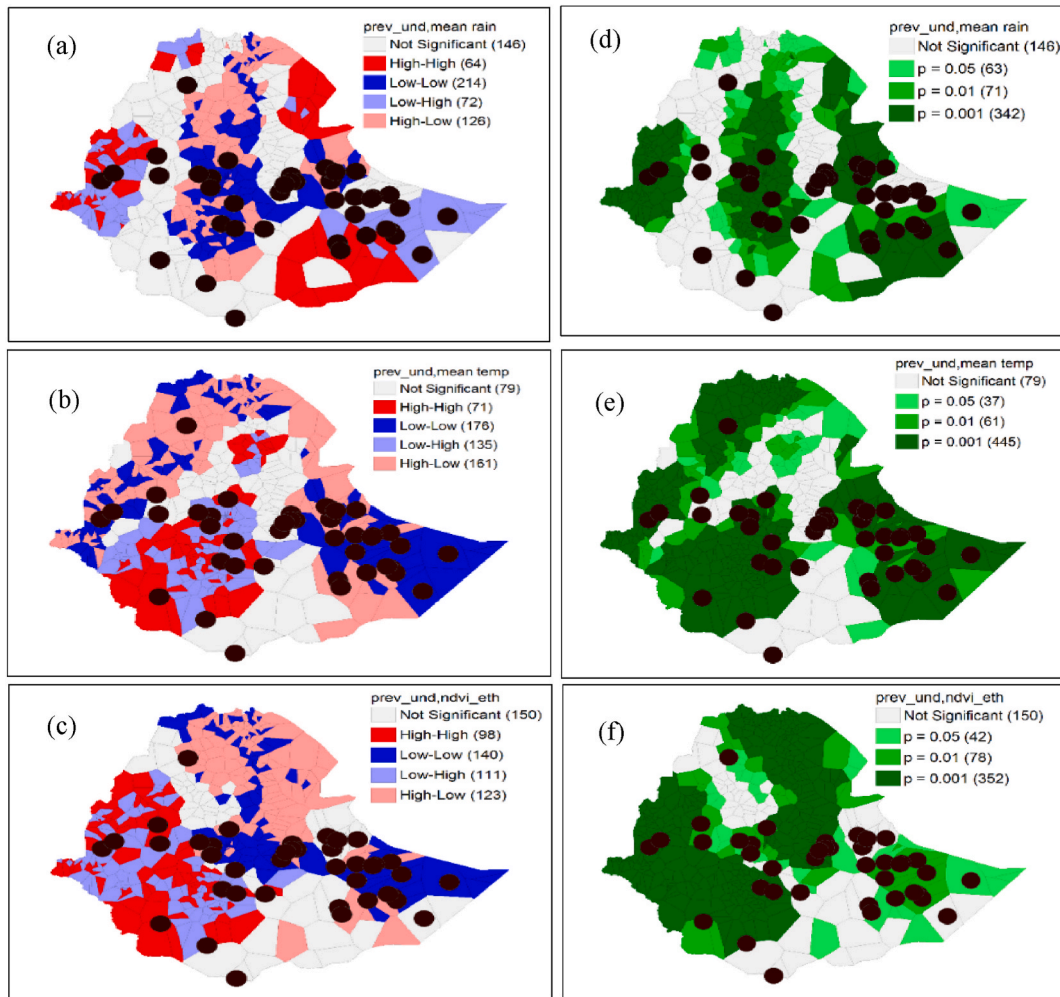 (a)
prev_und,mean rain
Not Significant (146)
High-High (64)
Low-Low (214)
Low-High (72)
High-Low (126)
(d)
prev_und,mean rain
Not Significant (146)
p = 0.05 (63)
p = 0.01 (71)
p = 0.001 (342)
(b)
prev_und,mean temp
Not Significant (79)
High-High (71)
Low-Low (176)
Low-High (135)
High-Low (161)
(e)
prev_und,mean temp
Not Significant (79)
p = 0.05 (37)
p = 0.01 (61)
p = 0.001 (445)
(c)
prev_und,ndvi_eth
Not Significant (150)
High-High (98)
Low-Low (140)
Low-High (111)
High-Low (123)
(f)
prev_und,ndvi_eth
Not Significant (150)
p = 0.05 (42)
p = 0.01 (78)
p = 0.001 (352)